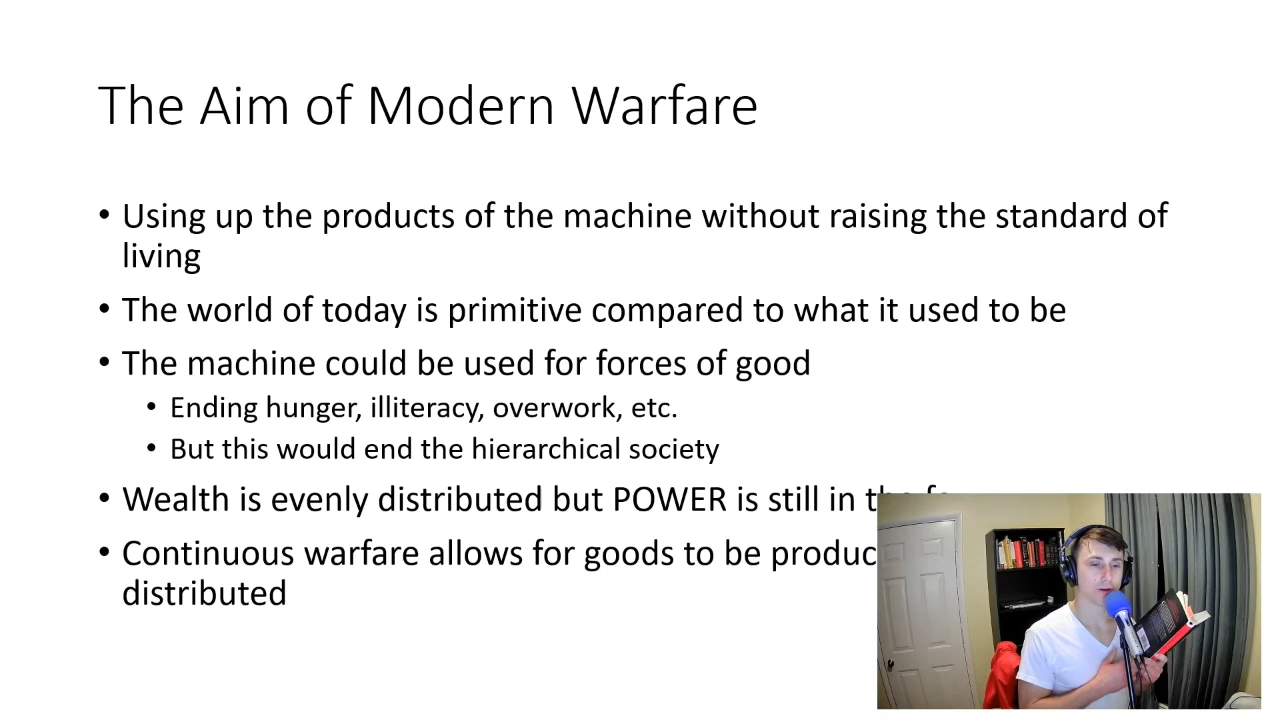 The Aim of Modern Warfare
• Using up the products of the machine without raising the standard of
living
• The world of today is primitive compared to what it used to be
• The machine could be used for forces of good
• Ending hunger, illiteracy, overwork, etc.
• But this would end the hierarchical society
• Wealth is evenly distributed but POWER is still in the
• Continuous warfare allows for goods to be
distributed